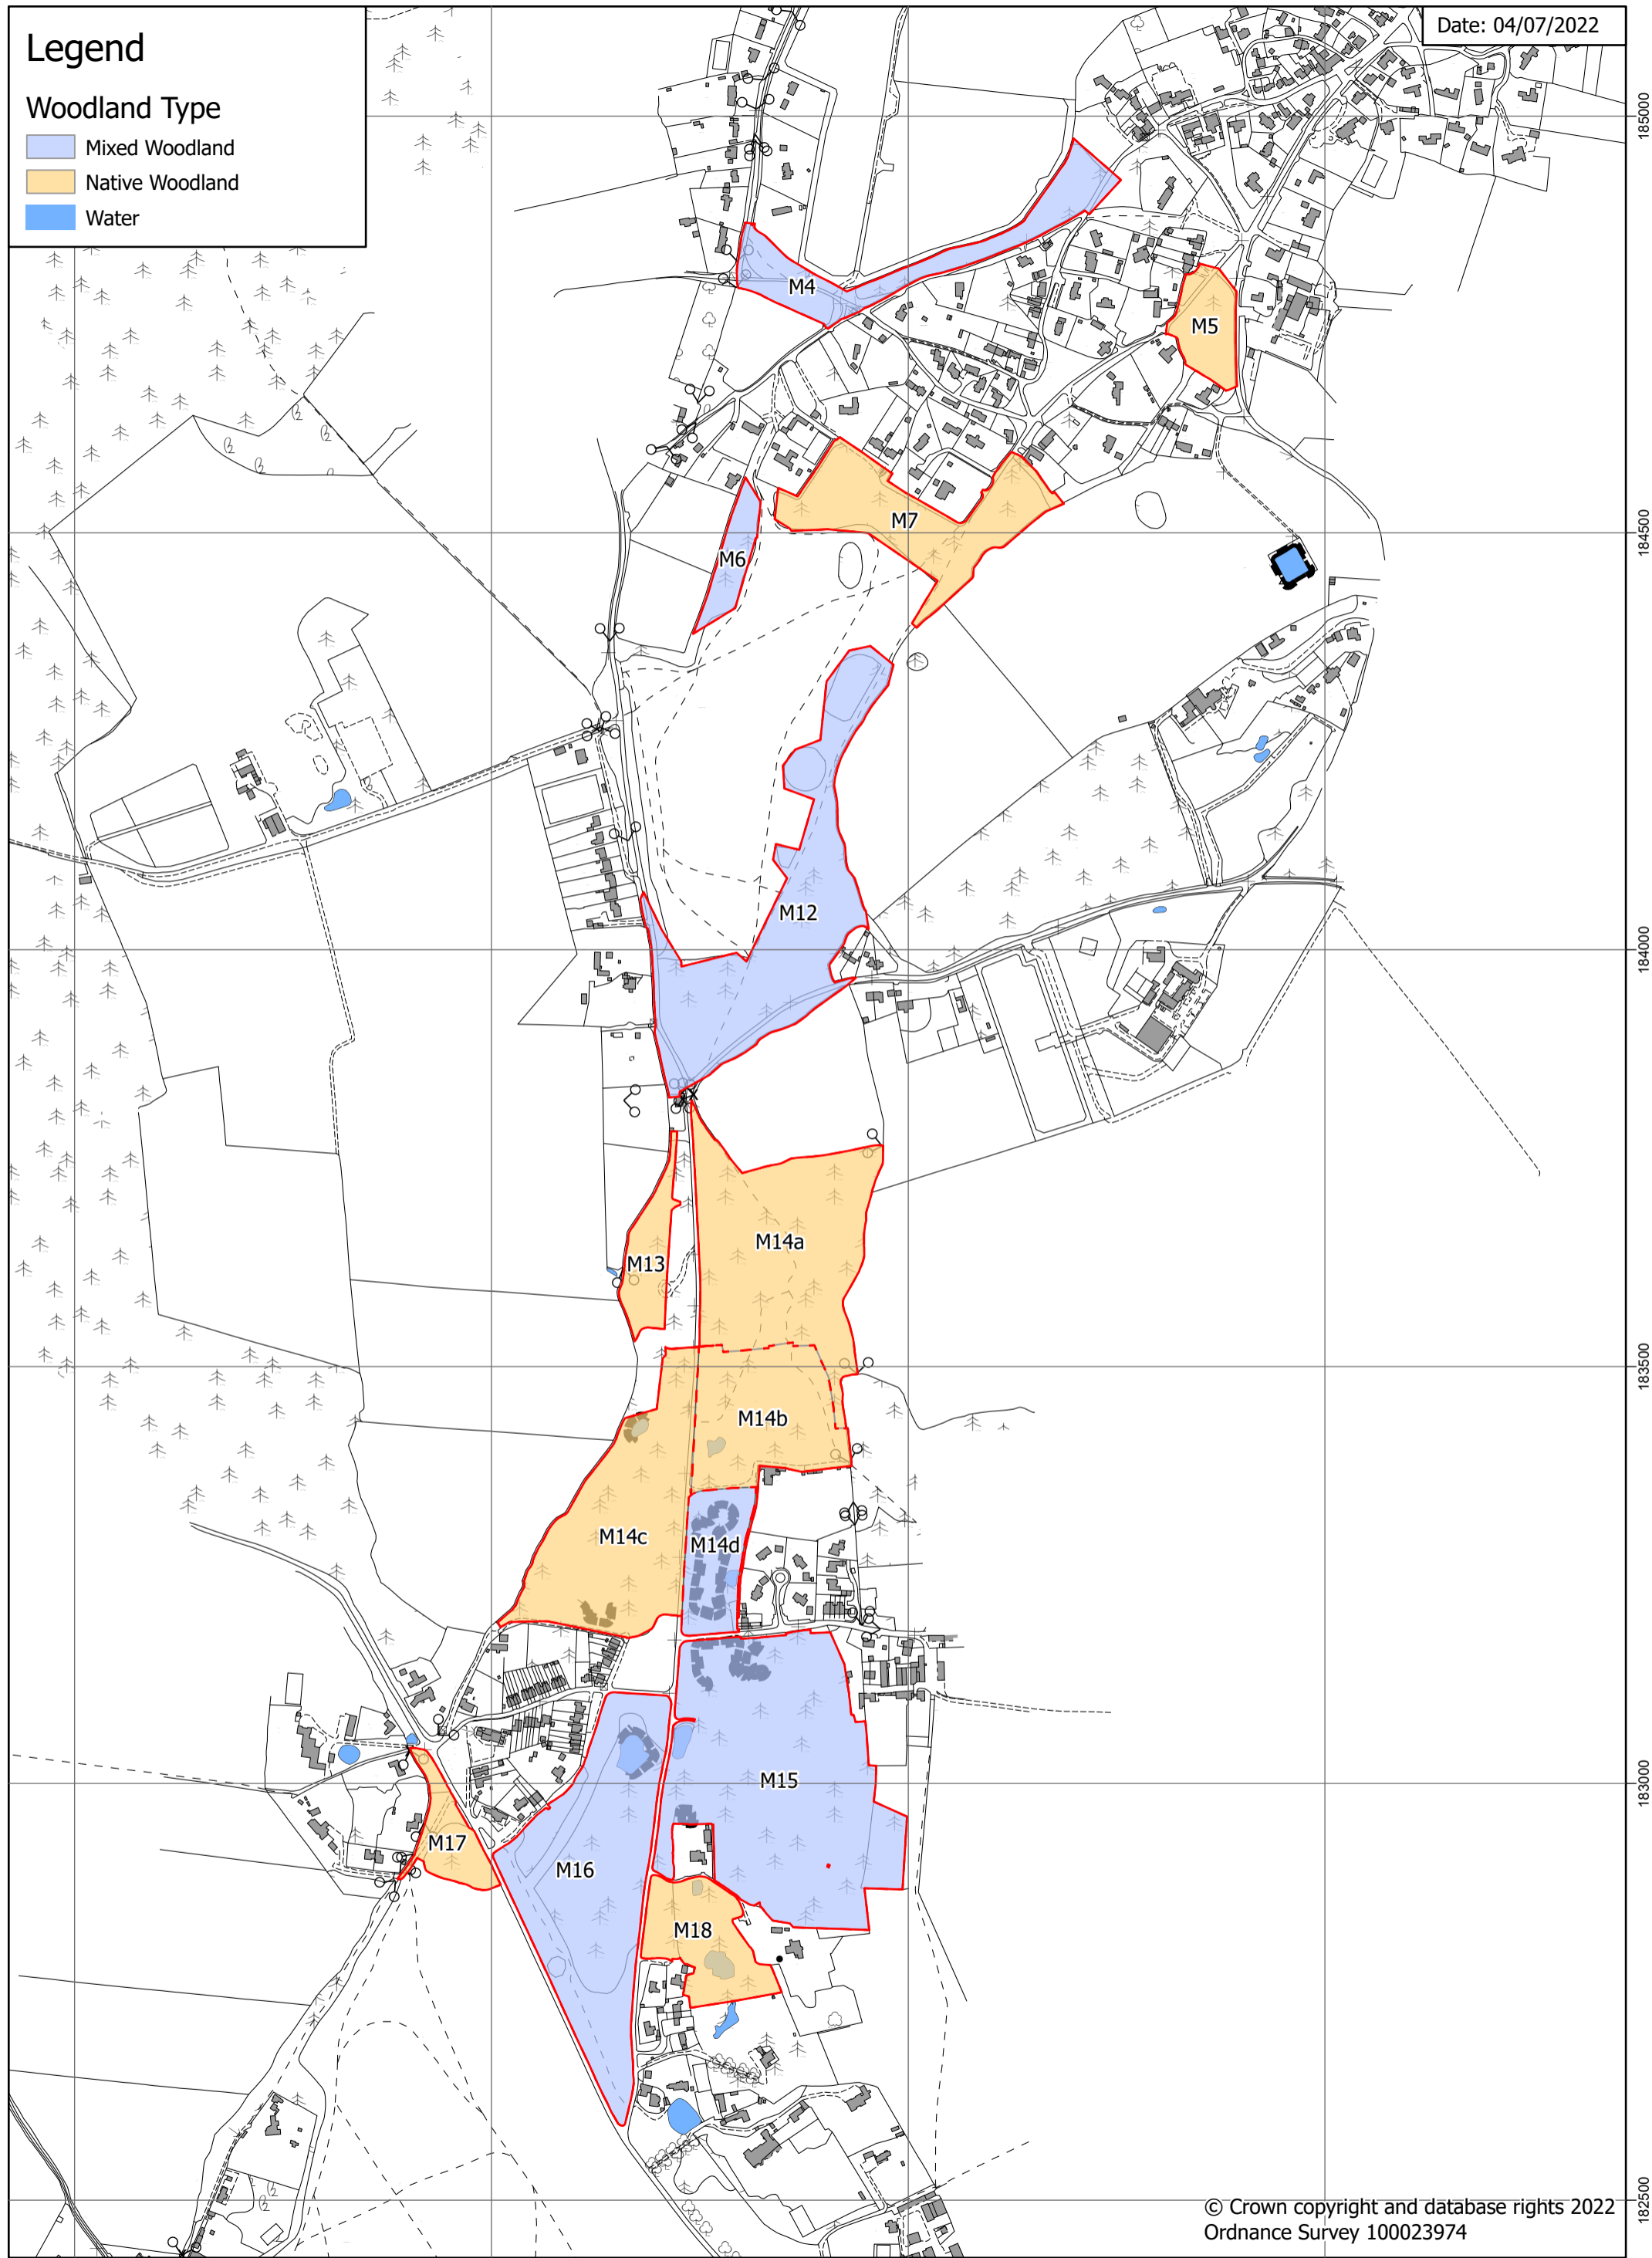 Legend
Woodland Type
Mixed Woodland
Native Woodland
Water
Date: 04/07/2022
185000
M4
M5
M7
184500
M6
M12
184000
M14a
M13
183500
M14b
M14c
M14d
M15
183000
M17
M16
M18
182500
© Crown copyright and database rights 2022
Ordnance Survey 100023974